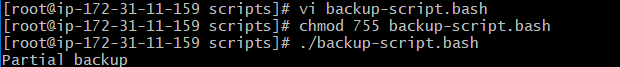 [root@ip-172-31-11-159 scripts]# vi backup-script.bash
[root@ip-172-31-11-159 scripts]# chmod 755 backup-script.bash
[root@ip-172-31-11-159 scripts]# ./backup-script.bash
Partial backup